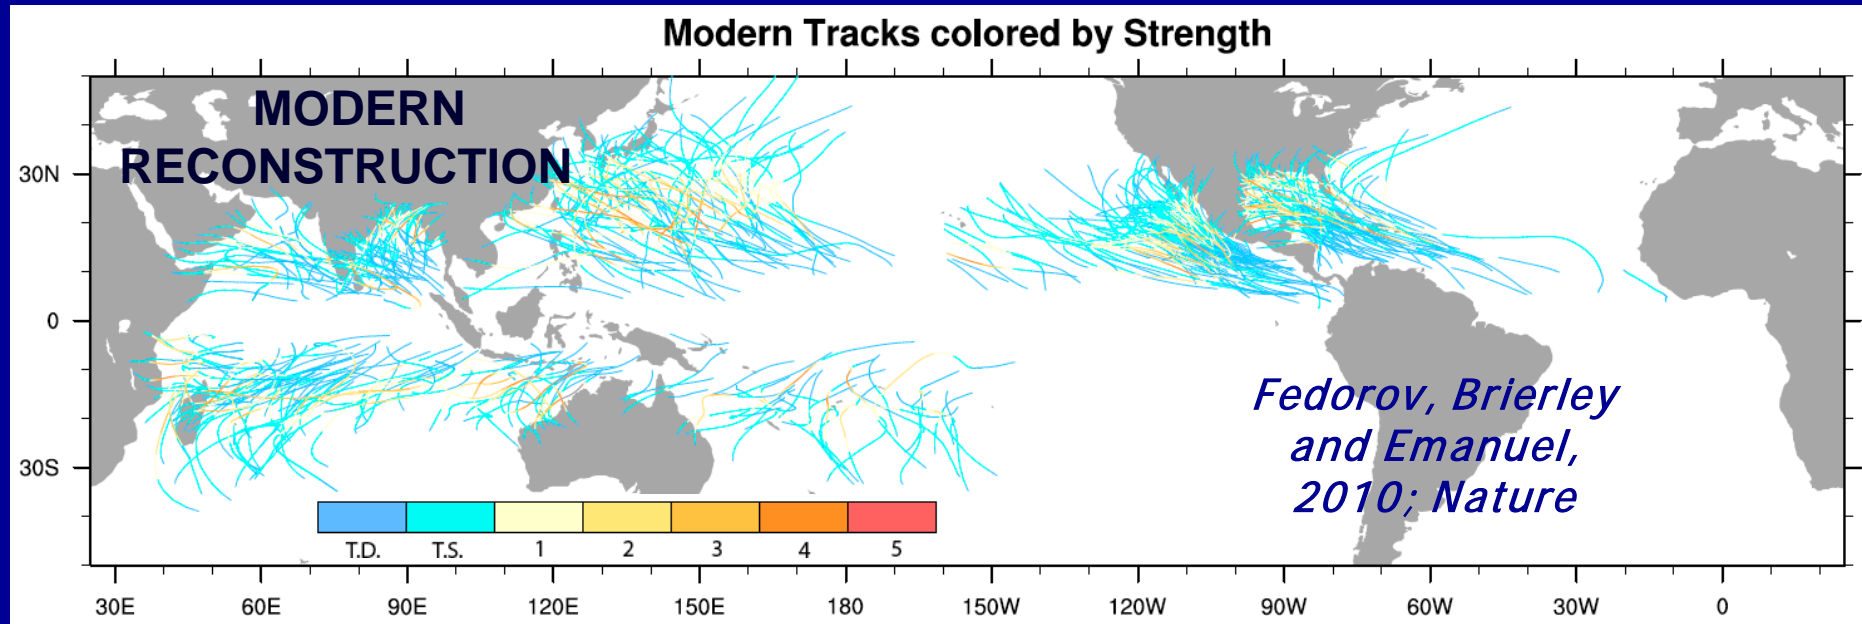 Modern Tracks colored by Strength
MODERN
RECONSTRUCTION
30N
0
30S
Fedorov, Brierley
and Emanuel,
2010; Nature
T.D. T.S. 1 2 3 4 5
30E 60E 90E 120E 150E 180 150W 120W 90W 60W 30W 0